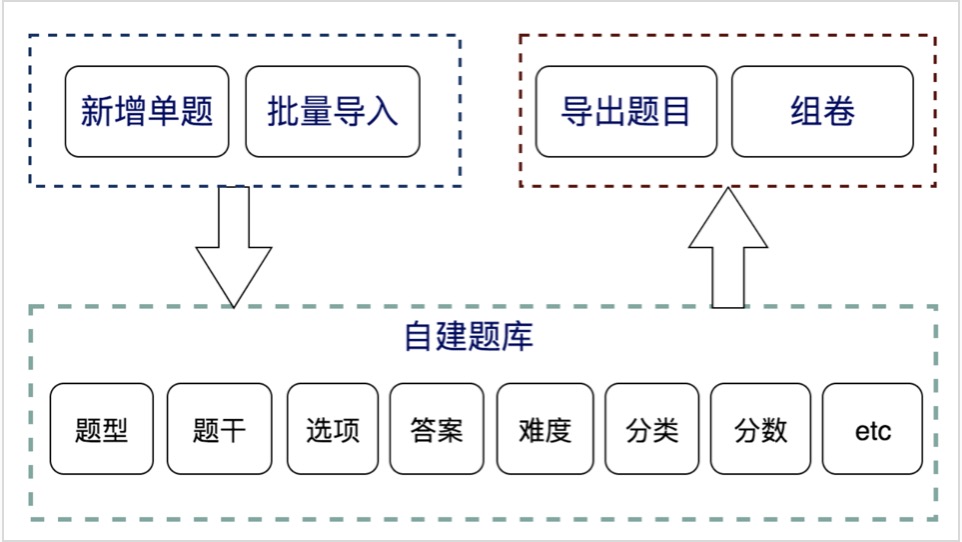 新增单题 批量导入 导出题目 组卷
自建题库
题型 题干 选项 答案 难度 分类 分数 etc